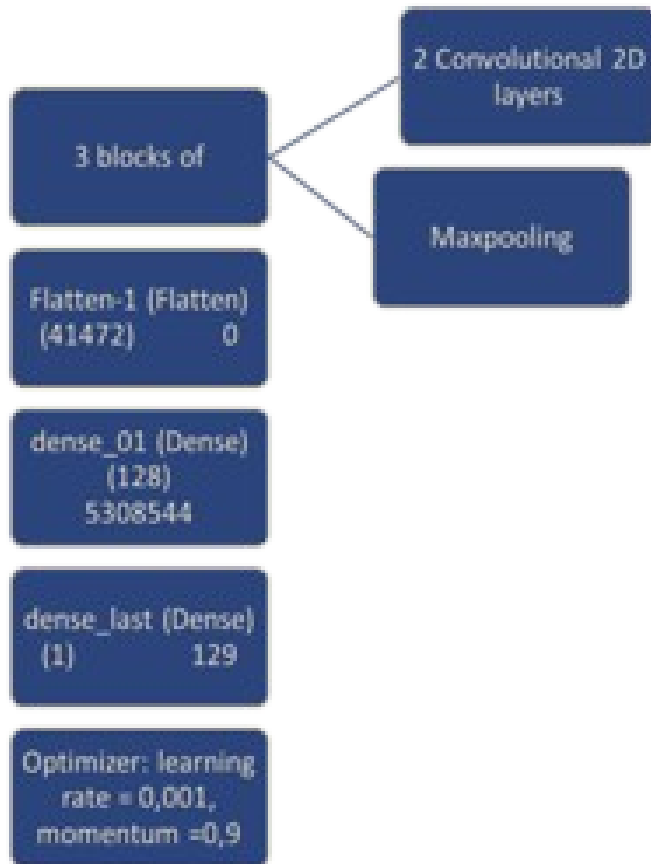 2 Convolutional 2D
layers
3 blocks of
Maxpooling
Flatten-1 (Flatten)
(41472) 0
dense_01 (Dense)
(128)
5308544
dense_last (Dense)
(1) 129
Optimizer: learning
rate = 0,001,
momentum =0,9